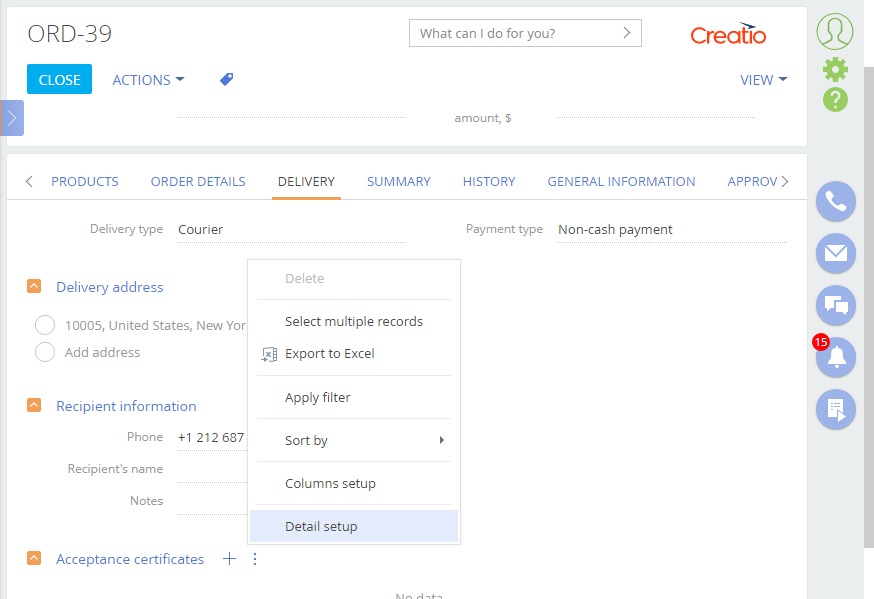 ORD-39
What can I do for you?
Creatio
CLOSE
ACTIONS
VIEW
amount, $
PRODUCTS
ORDER DETAILS
DELIVERY
SUMMARY
HISTORY
GENERAL INFORMATION
APPROV
Delivery type
Courier
Payment type
Non-cash payment
Delivery address
10005, United States, New Yor
Add address
Recipient information
Phone
+1 212 687
Recipient's name
Notes
Delete
Select multiple records
Export to Excel
Apply filter
Sort by
Columns setup
Detail setup
Acceptance certificates
No data
15